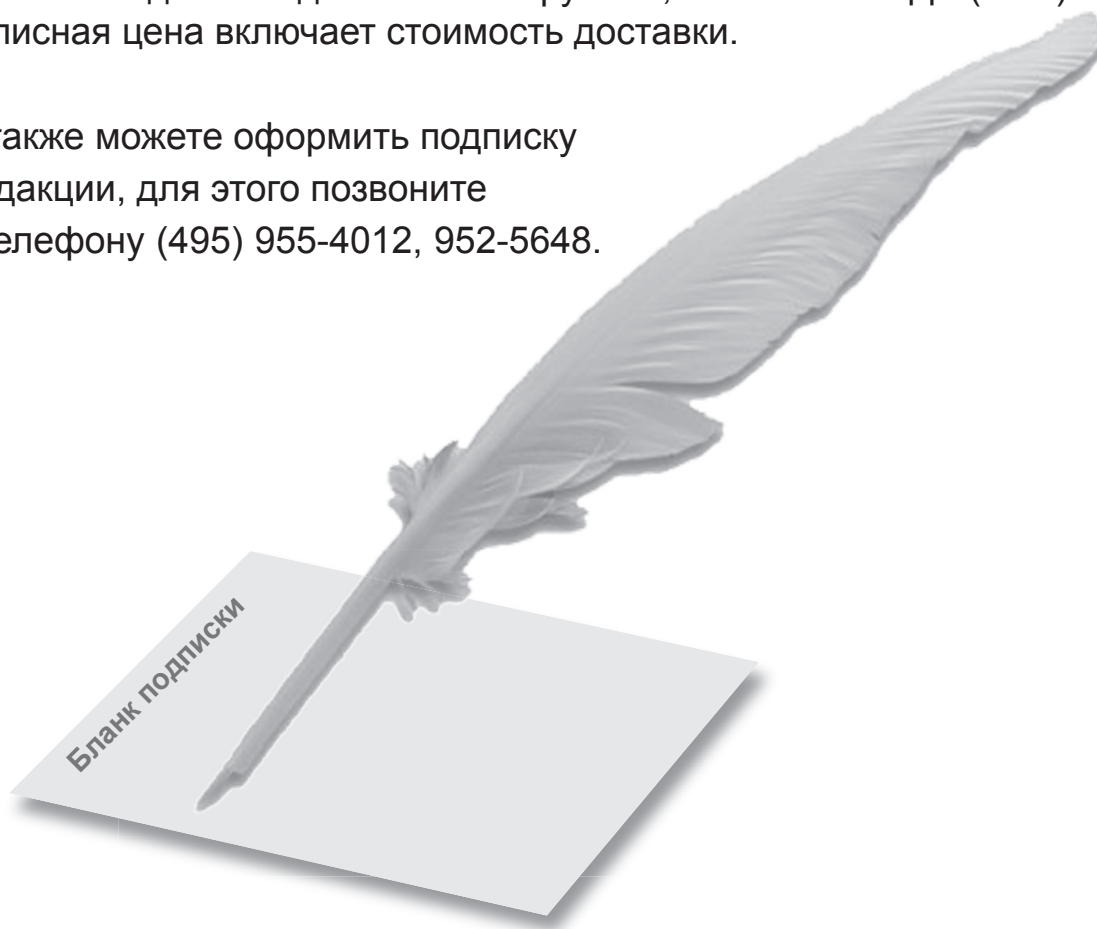 писная цена включает стоимость доставки.
также можете оформить подписку
дакции, для этого позвоните
елефону (495) 955-4012, 952-5648.
Бланк подписки